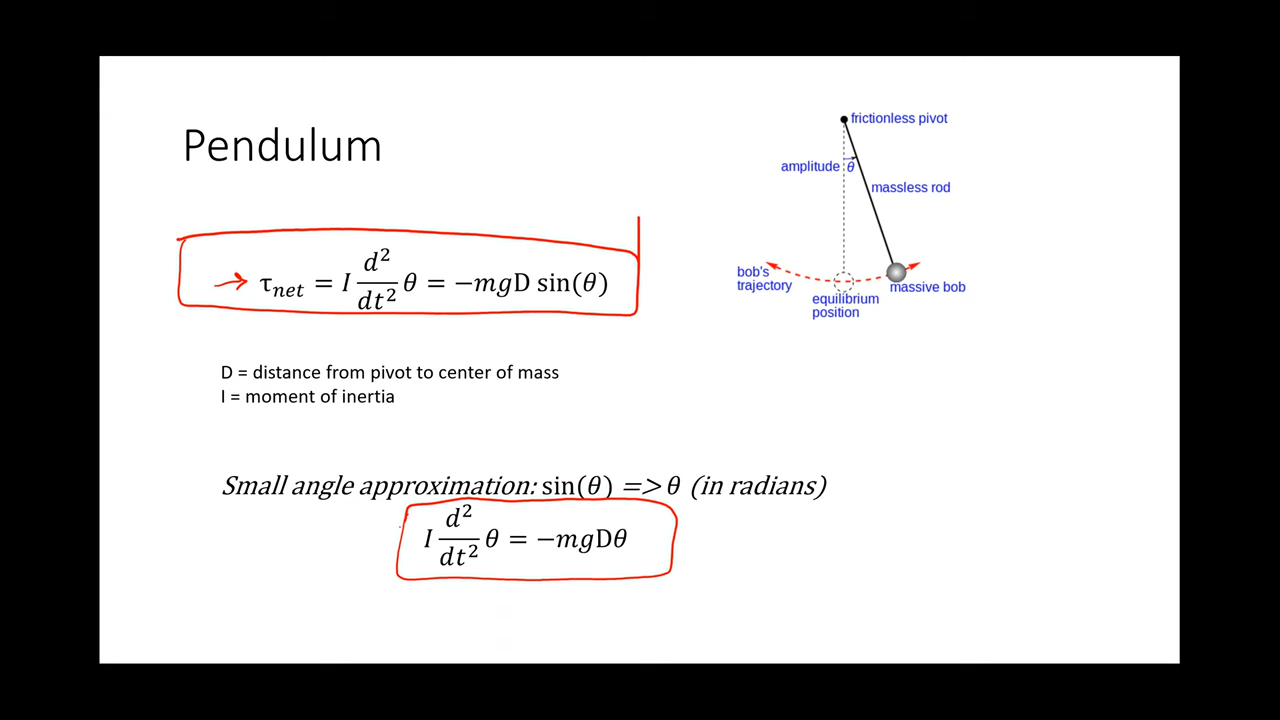 Pendulum
frictionless pivot
amplitude θ
massless rod
bob's
trajectory
equilibrium
position
massive bob
→ τ_net = I d²/dt² θ = −mgD sin(θ)
D = distance from pivot to center of mass
I = moment of inertia
Small angle approximation: sin(θ) => θ (in radians)
I d²/dt² θ = −mgDθ